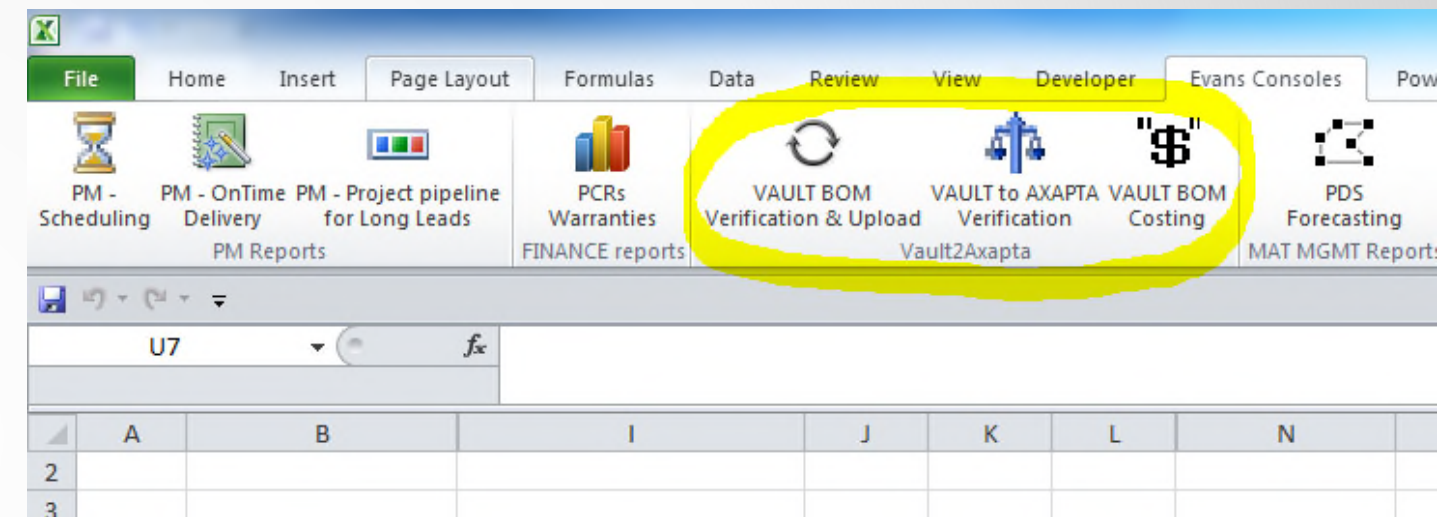 File Home Insert Page Layout Formulas Data Review View Developer Evans Consoles Pow
PM - Scheduling
PM - OnTime Delivery
PM - Project pipeline for Long Leads
PCRs Warranties
VAULT BOM Verification & Upload
VAULT to AXAPTA Verification
"$"
VAULT BOM Costing
PDS Forecasting
PM Reports FINANCE reports Vault2Axapta MAT MGMT Reports
U7 fx
A B I J K L N
2
3